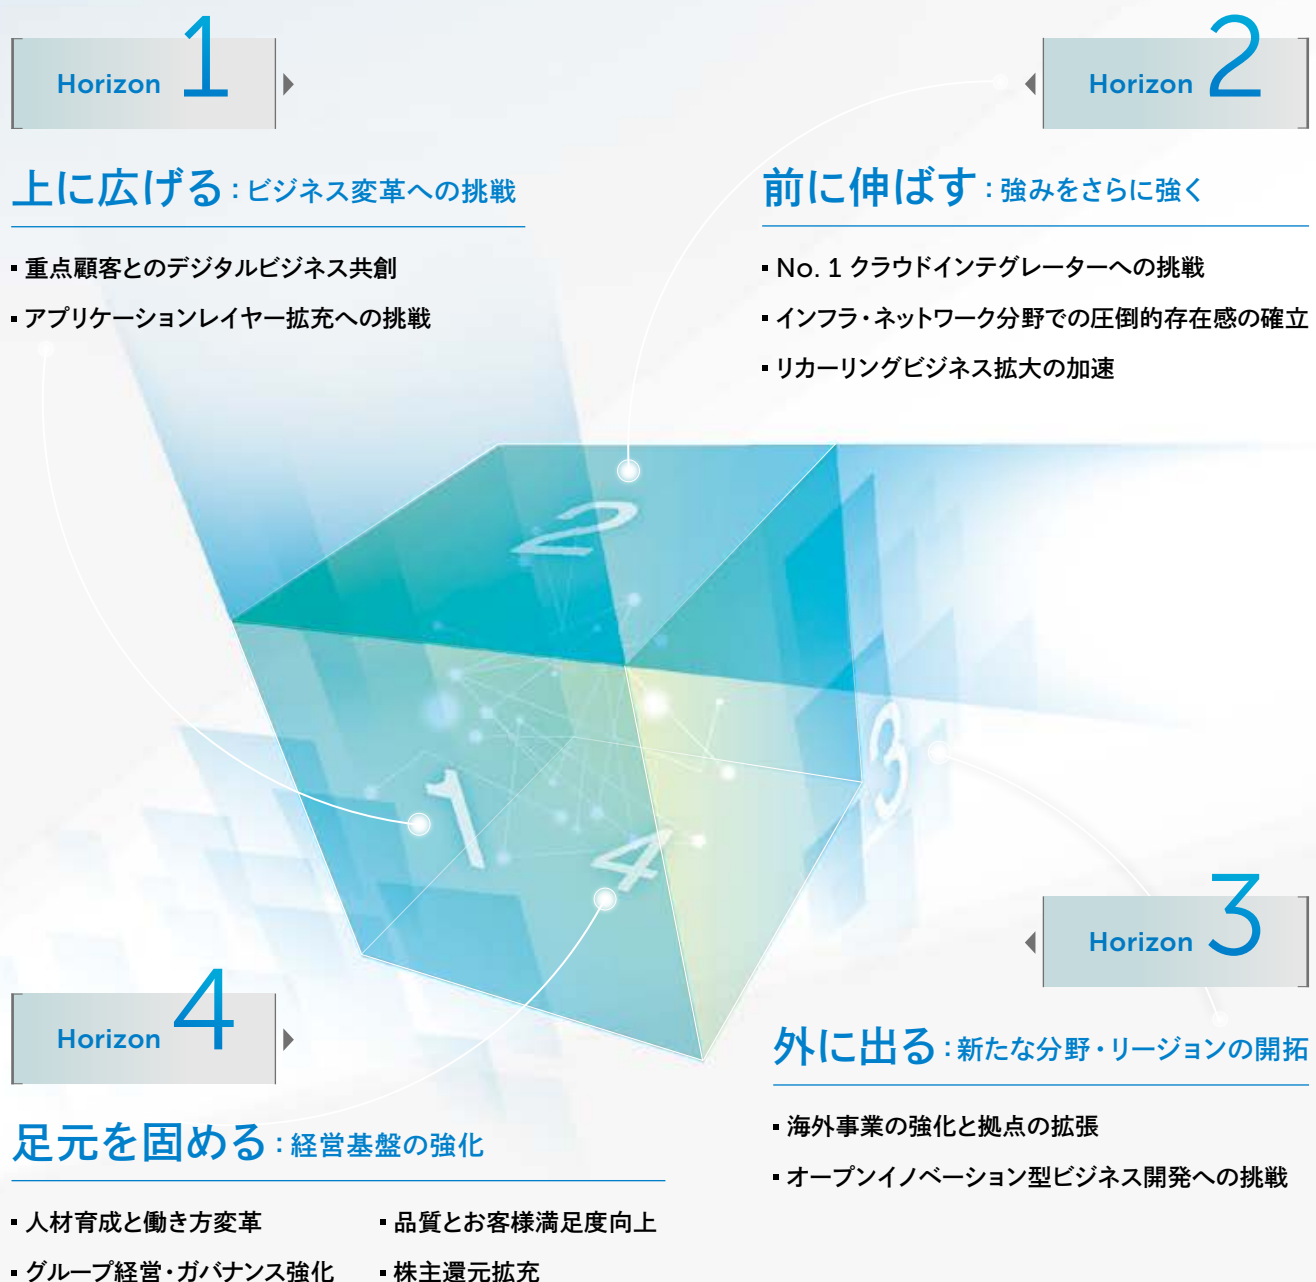 Horizon 1
上に広げる：ビジネス変革への挑戦
▪ 重点顧客とのデジタルビジネス共創
▪ アプリケーションレイヤー拡充への挑戦
Horizon 2
前に伸ばす：強みをさらに強く
▪ No. 1 クラウドインテグレーターへの挑戦
▪ インフラ・ネットワーク分野での圧倒的存在感の確立
▪ リカーリングビジネス拡大の加速
2
1
4
3
Horizon 3
外に出る：新たな分野・リージョンの開拓
▪ 海外事業の強化と拠点の拡張
▪ オープンイノベーション型ビジネス開発への挑戦
Horizon 4
足元を固める：経営基盤の強化
▪ 人材育成と働き方変革
▪ グループ経営・ガバナンス強化
▪ 品質とお客様満足度向上
▪ 株主還元拡充